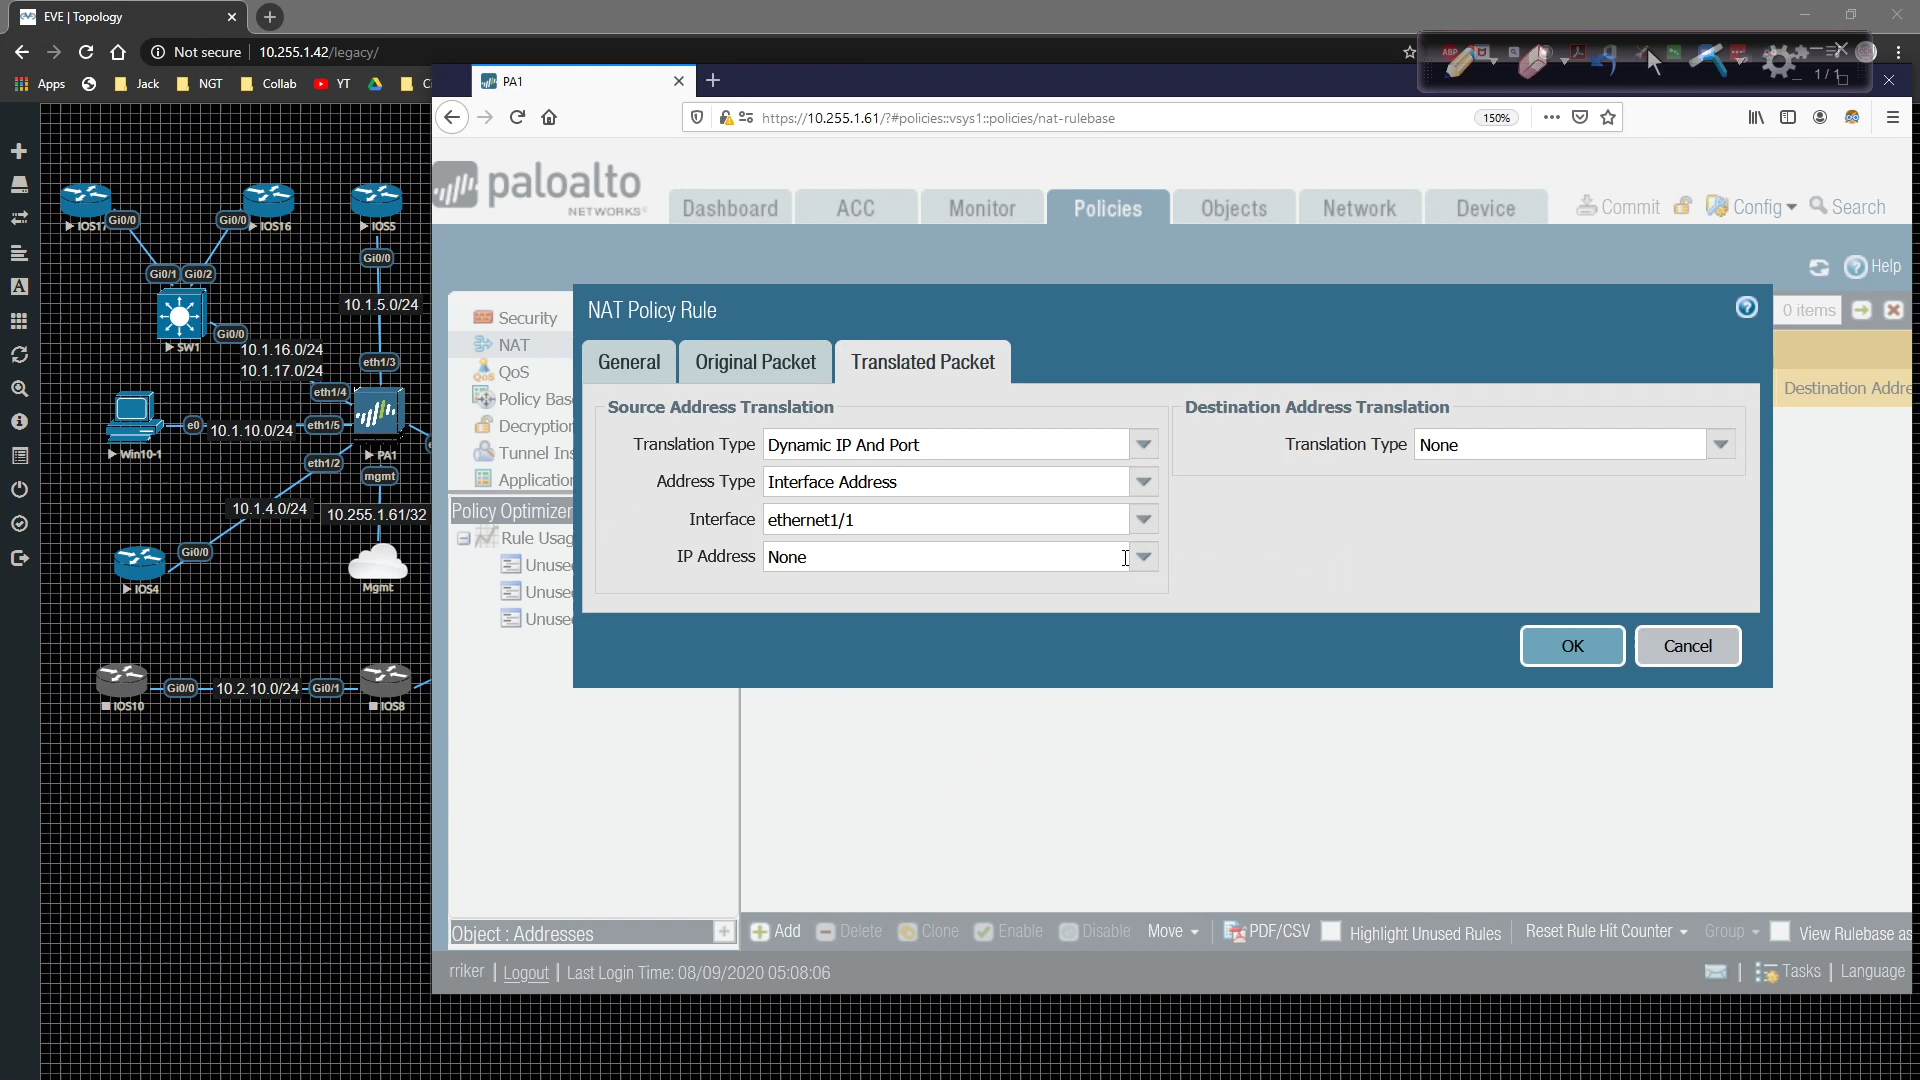 EVE | Topology
Not secure
10.255.1.42/legacy/
Apps
Jack
NGT
Collab
YT
PA1
1 / 1
https://10.255.1.61/?#policies::vsys1::policies/nat-rulebase
150%
paloalto
NETWORKS
Dashboard
ACC
Monitor
Policies
Objects
Network
Device
Commit
Config
Search
Help
0 items
Security
NAT
QoS
Policy Bas
Decryption
Tunnel Ins
Application
Policy Optimizer
Rule Usag
Unuse
Unuse
Unuse
Object : Addresses
NAT Policy Rule
General
Original Packet
Translated Packet
Source Address Translation
Translation Type
Dynamic IP And Port
Address Type
Interface Address
Interface
ethernet1/1
IP Address
None
Destination Address Translation
Translation Type
None
OK
Cancel
Destination Addre
Add
Delete
Clone
Enable
Disable
Move
PDF/CSV
Highlight Unused Rules
Reset Rule Hit Counter
Group
View Rulebase as
rriker
Logout
Last Login Time: 08/09/2020 05:08:06
Tasks
Language
IOS17
Gi0/0
Gi0/0
IOS16
IOS5
Gi0/0
Gi0/1
Gi0/2
10.1.5.0/24
SW1
Gi0/0
10.1.16.0/24
10.1.17.0/24
eth1/3
eth1/4
Win10-1
e0
10.1.10.0/24
eth1/5
PA1
eth1/2
mgmt
10.1.4.0/24
10.255.1.61/32
Gi0/0
IOS4
Mgmt
Gi0/0
10.2.10.0/24
Gi0/1
IOS10
IOS8